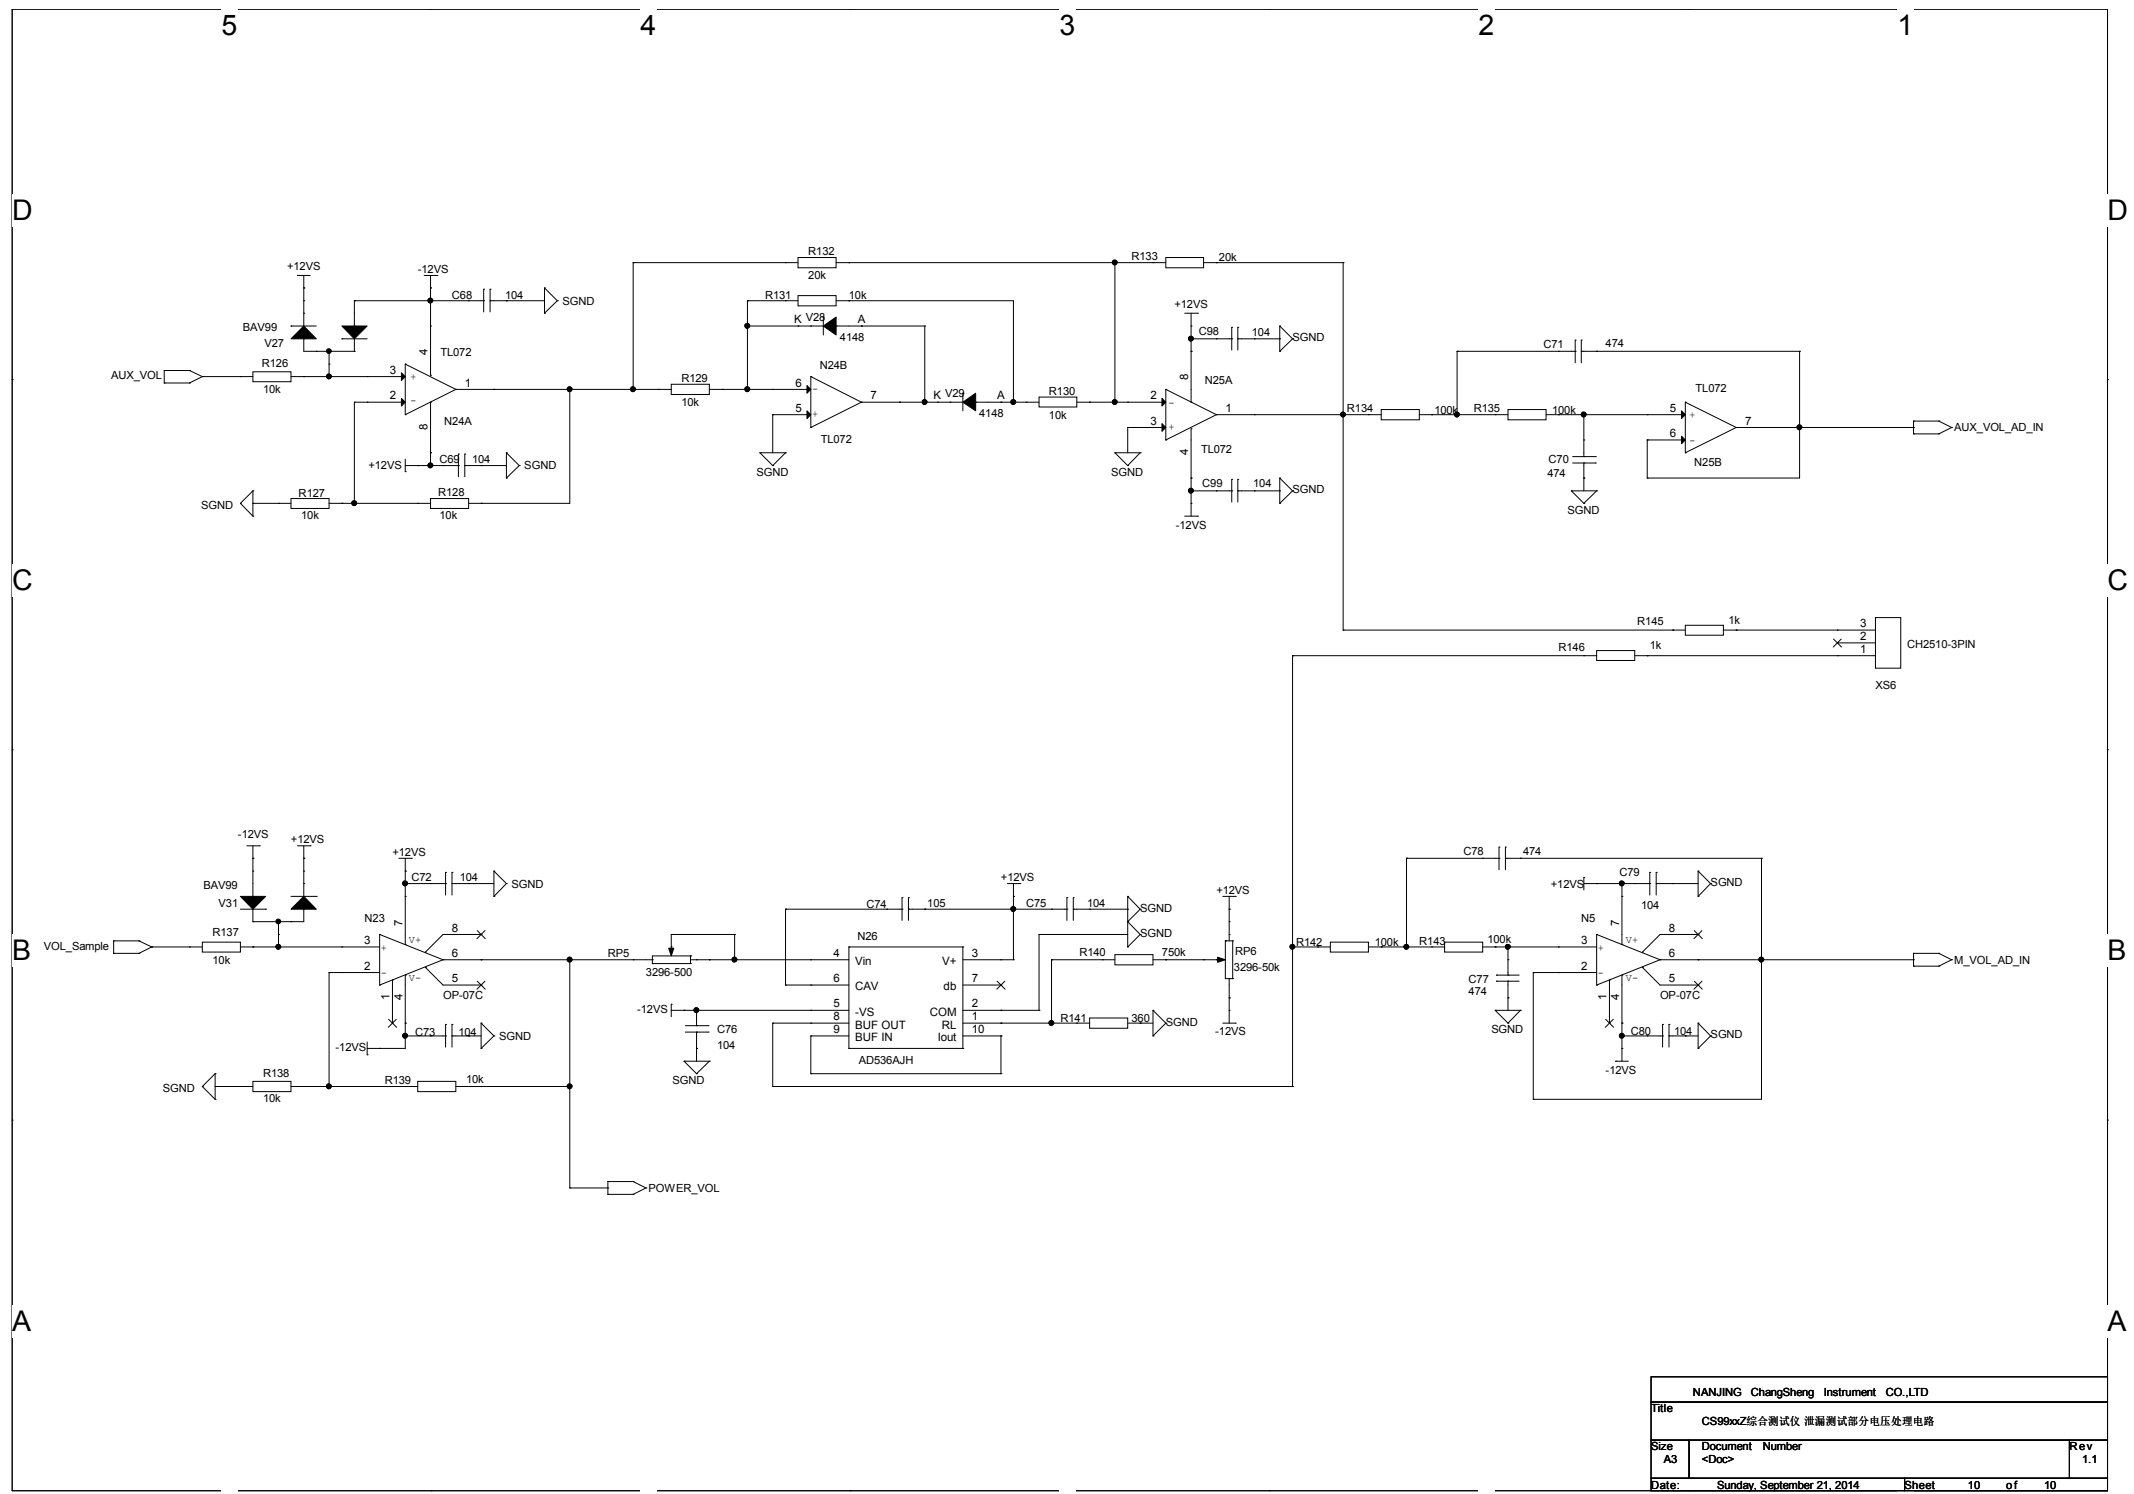 5 4 3 2 1
D D
R132
20k
R133 20k
+12VS
-12VS
C68 104 SGND
R131 10k
K V28 A
4148
BAV99
V27
4
TL072
+12VS
C98 104 SGND
C71 474
AUX_VOL
R126
10k
3
2
+
-
1
N24A
8
R129
10k
N24B
6
5
-
+
7
TL072
SGND
K V29 A
4148
R130
10k
8
N25A
2
3
-
+
1
4
TL072
SGND
R134 100k
R135 100k
TL072
5
6
+
-
7
N25B
AUX_VOL_AD_IN
+12VS
C69 104 SGND
C70
474
SGND
C99 104 SGND
-12VS
SGND
R127
10k
R128
10k
C C
R145 1k
R146 1k
3
2
1
CH2510-3PIN
XS6
-12VS
+12VS
+12VS
C72 104 SGND
BAV99
V31
C78 474
+12VS
C79
104
SGND
+12VS
C74 105
C75 104 SGND
SGND
+12VS
B B
VOL_Sample
R137
10k
N23
7
V+
3
2
+
-
8
6
5
V-
1
4
OP-07C
RP5
3296-500
N26
4 Vin
6 CAV
5 -VS
8 BUF OUT
9 BUF IN
V+ 3
db 7
COM 2
RL 1
Iout 10
AD536AJH
R140 750k
RP6
3296-50k
-12VS
R141 360 SGND
-12VS
C76
104
SGND
R142 100k
R143 100k
C77
474
SGND
N5
7
V+
3
2
+
-
8
6
5
V-
1
4
OP-07C
M_VOL_AD_IN
C73 104 SGND
-12VS
C80 104 SGND
-12VS
SGND
R138
10k
R139 10k
POWER_VOL
A A
NANJING ChangSheng Instrument CO.,LTD
Title
CS99xxZ综合测试仪 泄漏测试部分电压处理电路
Size Document Number Rev
A3 <Doc> 1.1
Date: Sunday, September 21, 2014 Sheet 10 of 10